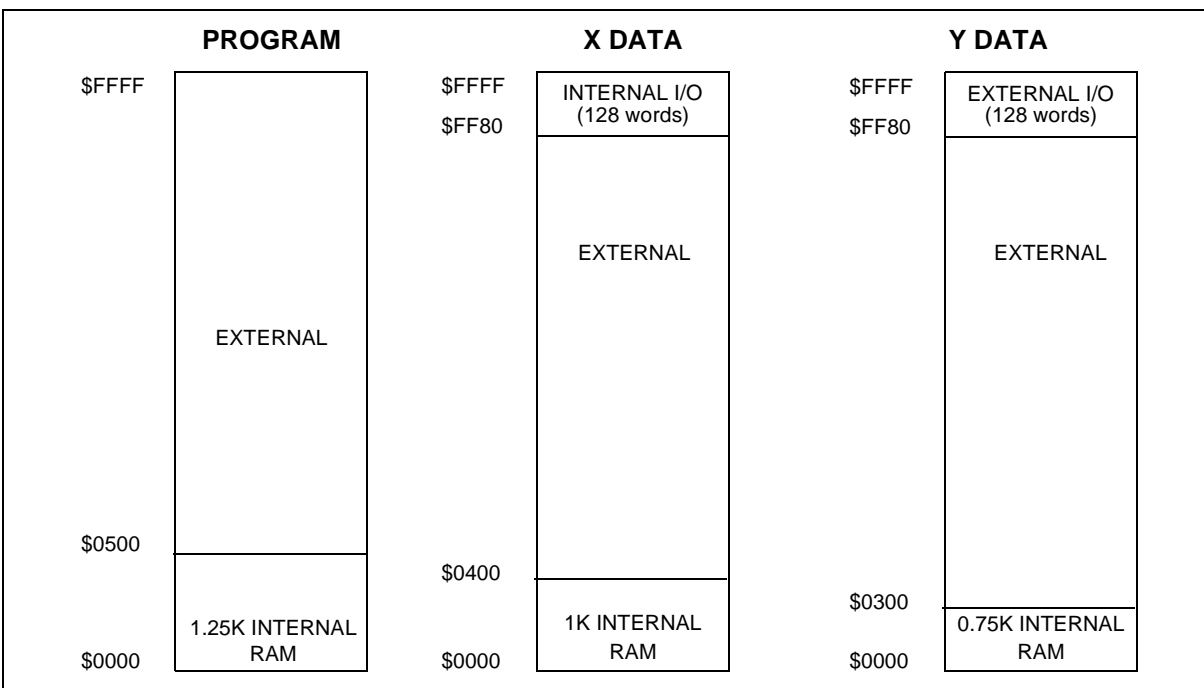 PROGRAM
$FFFF
EXTERNAL
$0500
1.25K INTERNAL
RAM
$0000
X DATA
$FFFF
INTERNAL I/O
(128 words)
$FF80
EXTERNAL
$0400
1K INTERNAL
RAM
$0000
Y DATA
$FFFF
EXTERNAL I/O
(128 words)
$FF80
EXTERNAL
$0300
0.75K INTERNAL
RAM
$0000